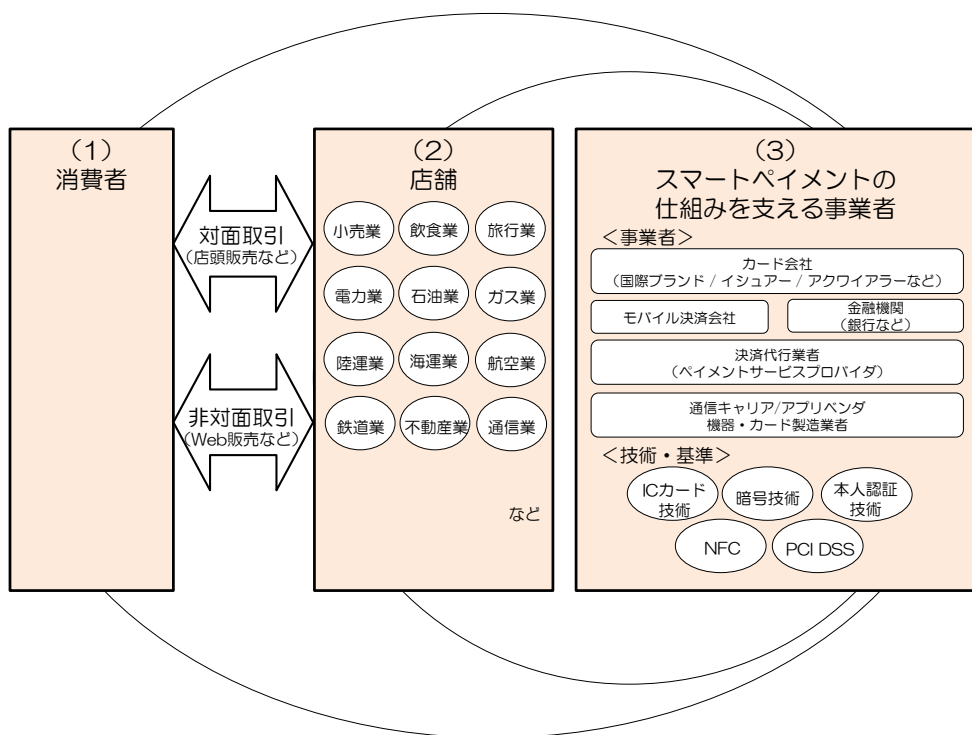 (1)
消費者
対面取引
(店頭販売など)
非対面取引
(Web販売など)
(2)
店舗
小売業 飲食業 旅行業
電力業 石油業 ガス業
陸運業 海運業 航空業
鉄道業 不動産業 通信業
など
(3)
スマートペイメントの
仕組みを支える事業者
＜事業者＞
カード会社
(国際ブランド / イシュアー / アクワイアラーなど)
モバイル決済会社
金融機関
(銀行など)
決済代行業者
(ペイメントサービスプロバイダ)
通信キャリア/アプリベンダ
機器・カード製造業者
＜技術・基準＞
ICカード
技術
暗号技術
本人認証
技術
NFC
PCI DSS